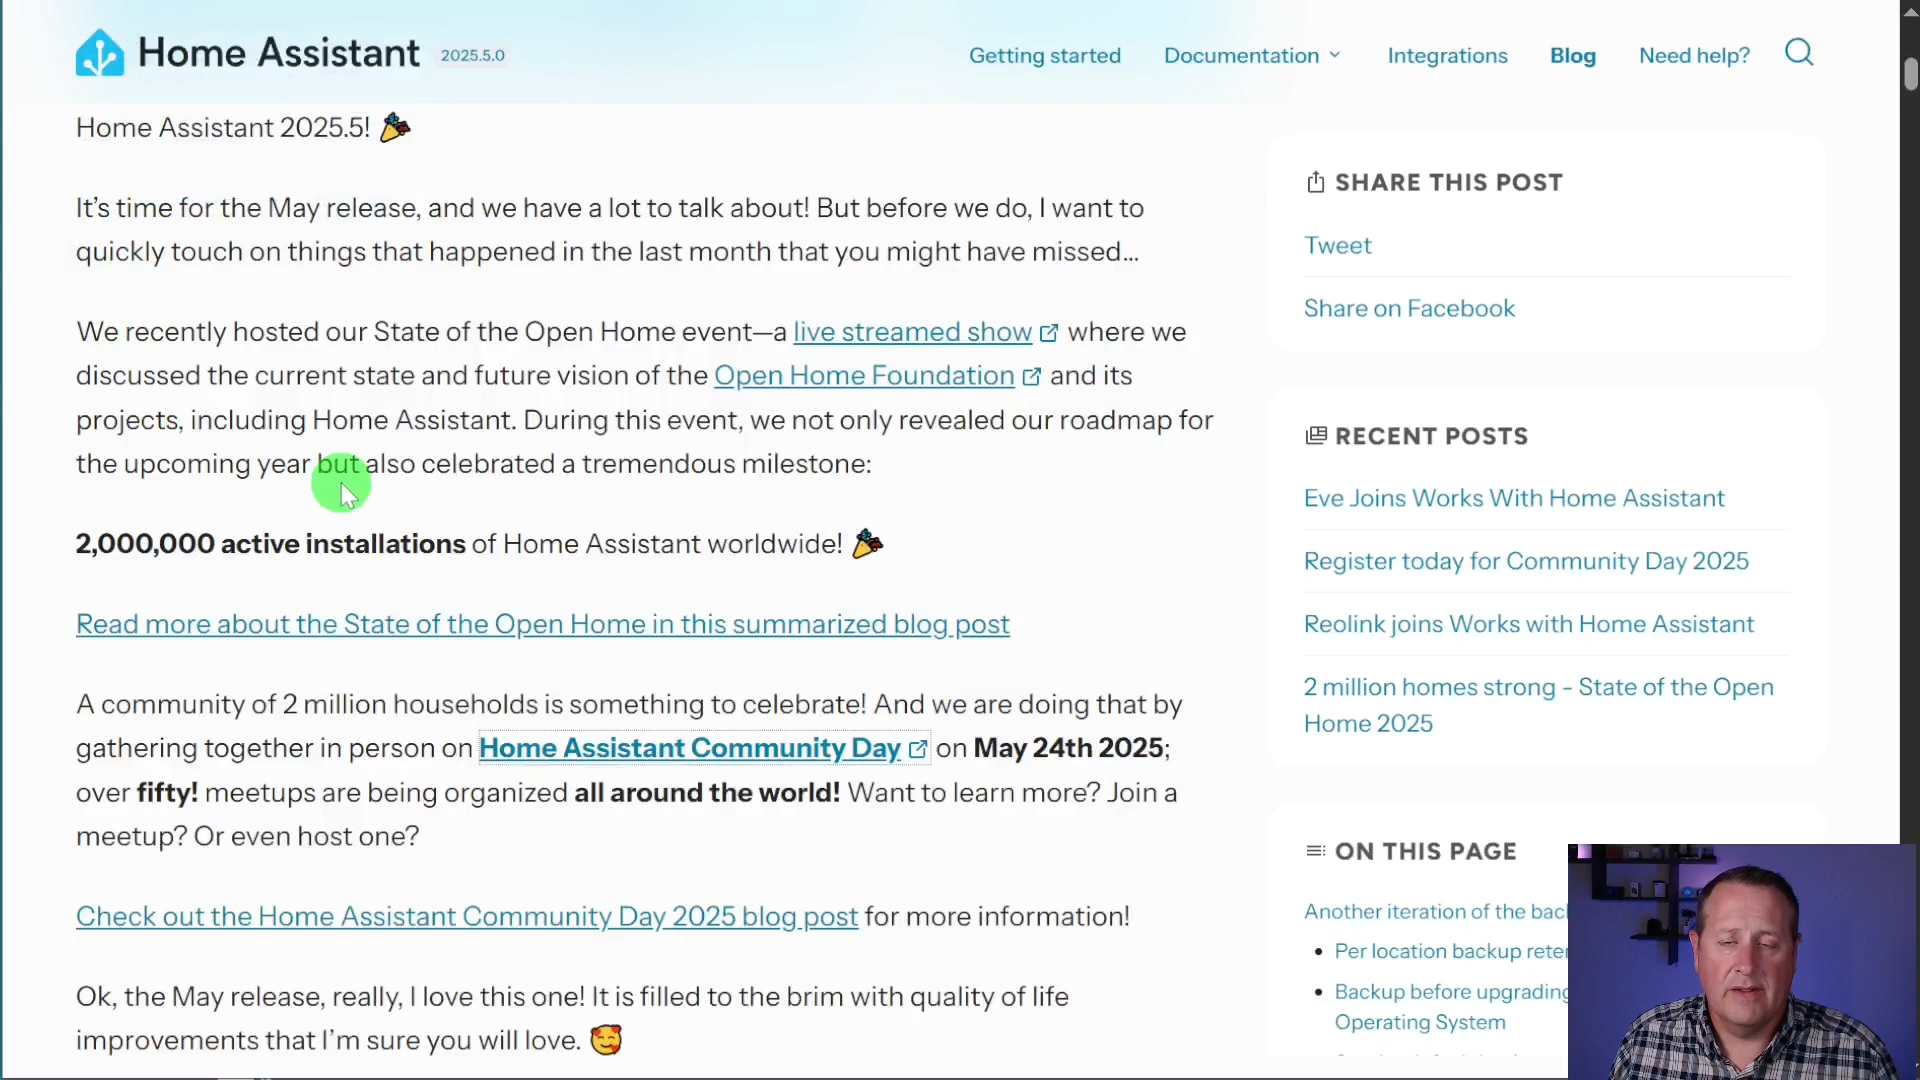 Home Assistant 2025.5.0
Getting started Documentation Integrations Blog Need help?
Home Assistant 2025.5! 🎉
It's time for the May release, and we have a lot to talk about! But before we do, I want to
quickly touch on things that happened in the last month that you might have missed…
We recently hosted our State of the Open Home event—a live streamed show where we
discussed the current state and future vision of the Open Home Foundation and its
projects, including Home Assistant. During this event, we not only revealed our roadmap for
the upcoming year but also celebrated a tremendous milestone:
2,000,000 active installations of Home Assistant worldwide! 🎉
Read more about the State of the Open Home in this summarized blog post
A community of 2 million households is something to celebrate! And we are doing that by
gathering together in person on Home Assistant Community Day on May 24th 2025;
over fifty! meetups are being organized all around the world! Want to learn more? Join a
meetup? Or even host one?
Check out the Home Assistant Community Day 2025 blog post for more information!
Ok, the May release, really, I love this one! It is filled to the brim with quality of life
improvements that I'm sure you will love. 🥰
SHARE THIS POST
Tweet
Share on Facebook
RECENT POSTS
Eve Joins Works With Home Assistant
Register today for Community Day 2025
Reolink joins Works with Home Assistant
2 million homes strong - State of the Open
Home 2025
ON THIS PAGE
Another iteration of the
Per location backup
Backup before upgrading
Operating System